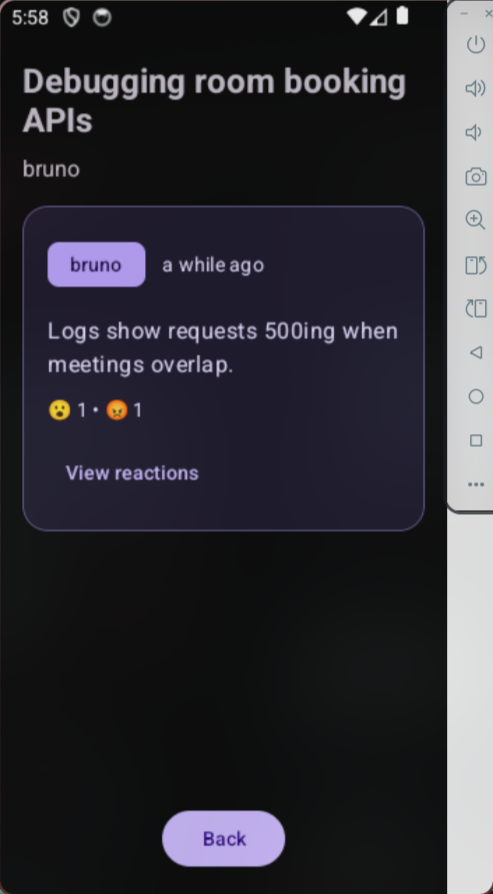 5:58
Debugging room booking
APIs
bruno
bruno a while ago
Logs show requests 500ing when
meetings overlap.
😮 1 • 😡 1
View reactions
Back